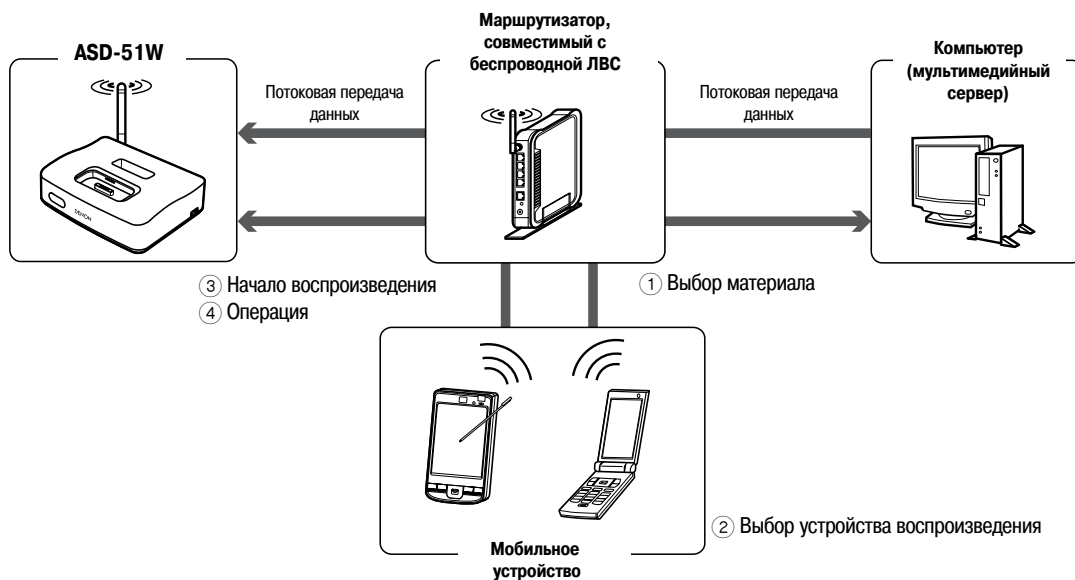 ASD-51W
Маршрутизатор,
совместимый с
беспроводной ЛВС
Компьютер
(мультимедийный
сервер)
Потоковая передача
данных
Потоковая передача
данных
DENON
③ Начало воспроизведения
④ Операция
① Выбор материала
② Выбор устройства воспроизведения
Мобильное
устройство